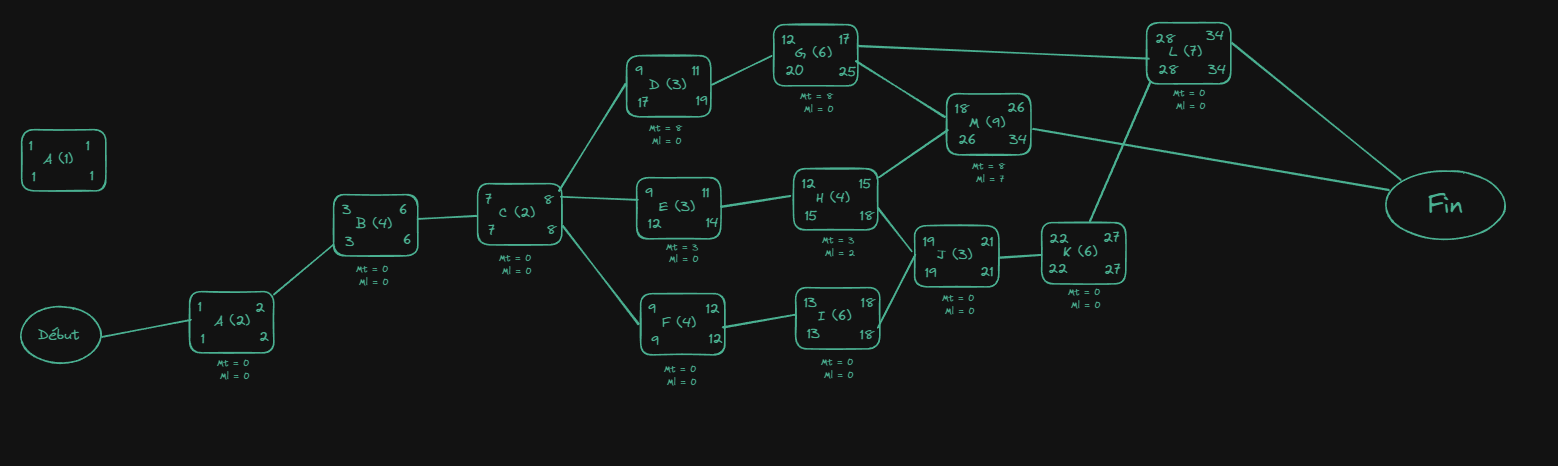 1 1
A (1)
1 1
Début
1 2
A (2)
1 2
Mt = 0
Ml = 0
3 6
B (4)
3 6
Mt = 0
Ml = 0
7 8
C (2)
7 8
Mt = 0
Ml = 0
9 11
D (3)
17 19
Mt = 8
Ml = 0
9 11
E (3)
12 14
Mt = 3
Ml = 0
9 12
F (4)
9 12
Mt = 0
Ml = 0
12 17
G (6)
20 25
Mt = 8
Ml = 0
12 15
H (4)
15 18
Mt = 3
Ml = 2
13 18
I (6)
13 18
Mt = 0
Ml = 0
18 26
M (9)
26 34
Mt = 8
Ml = 7
19 21
J (3)
19 21
Mt = 0
Ml = 0
22 27
K (6)
22 27
Mt = 0
Ml = 0
28 34
L (7)
28 34
Mt = 0
Ml = 0
Fin